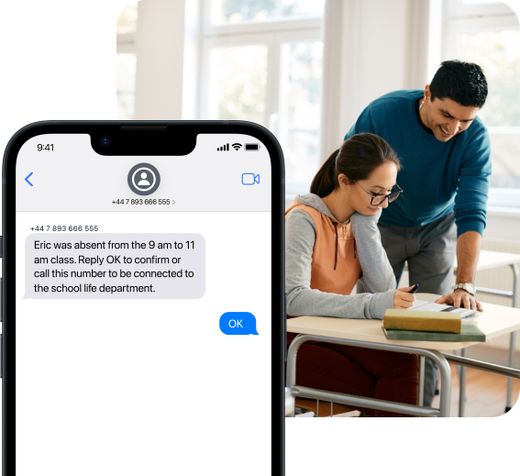 9:41
+44 7 893 666 555 >
+44 7 893 666 555
Eric was absent from the 9 am to 11
am class. Reply OK to confirm or
call this number to be connected to
the school life department.
OK